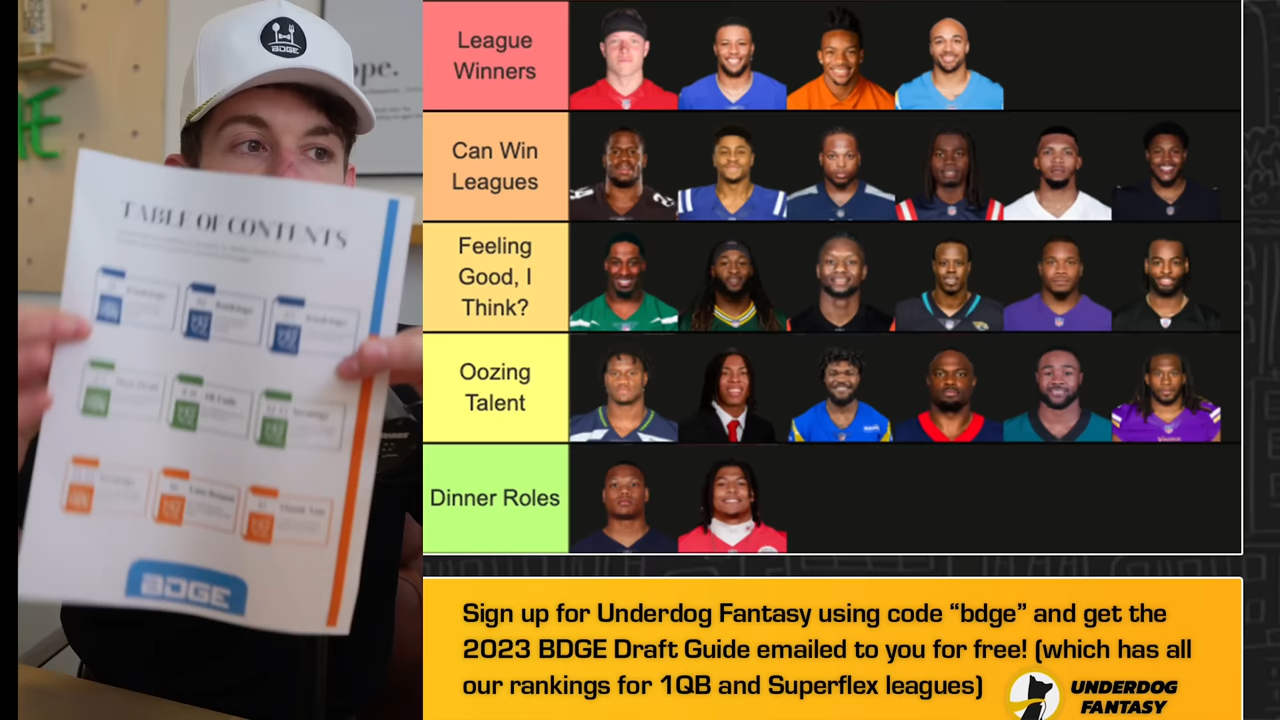 BDGE
ope.
TABLE OF CONTENTS
BDGE
League
Winners
Can Win
Leagues
Feeling
Good, I
Think?
Oozing
Talent
Dinner Roles
Sign up for Underdog Fantasy using code “bdge” and get the
2023 BDGE Draft Guide emailed to you for free! (which has all
our rankings for 1QB and Superflex leagues)
UNDERDOG
FANTASY